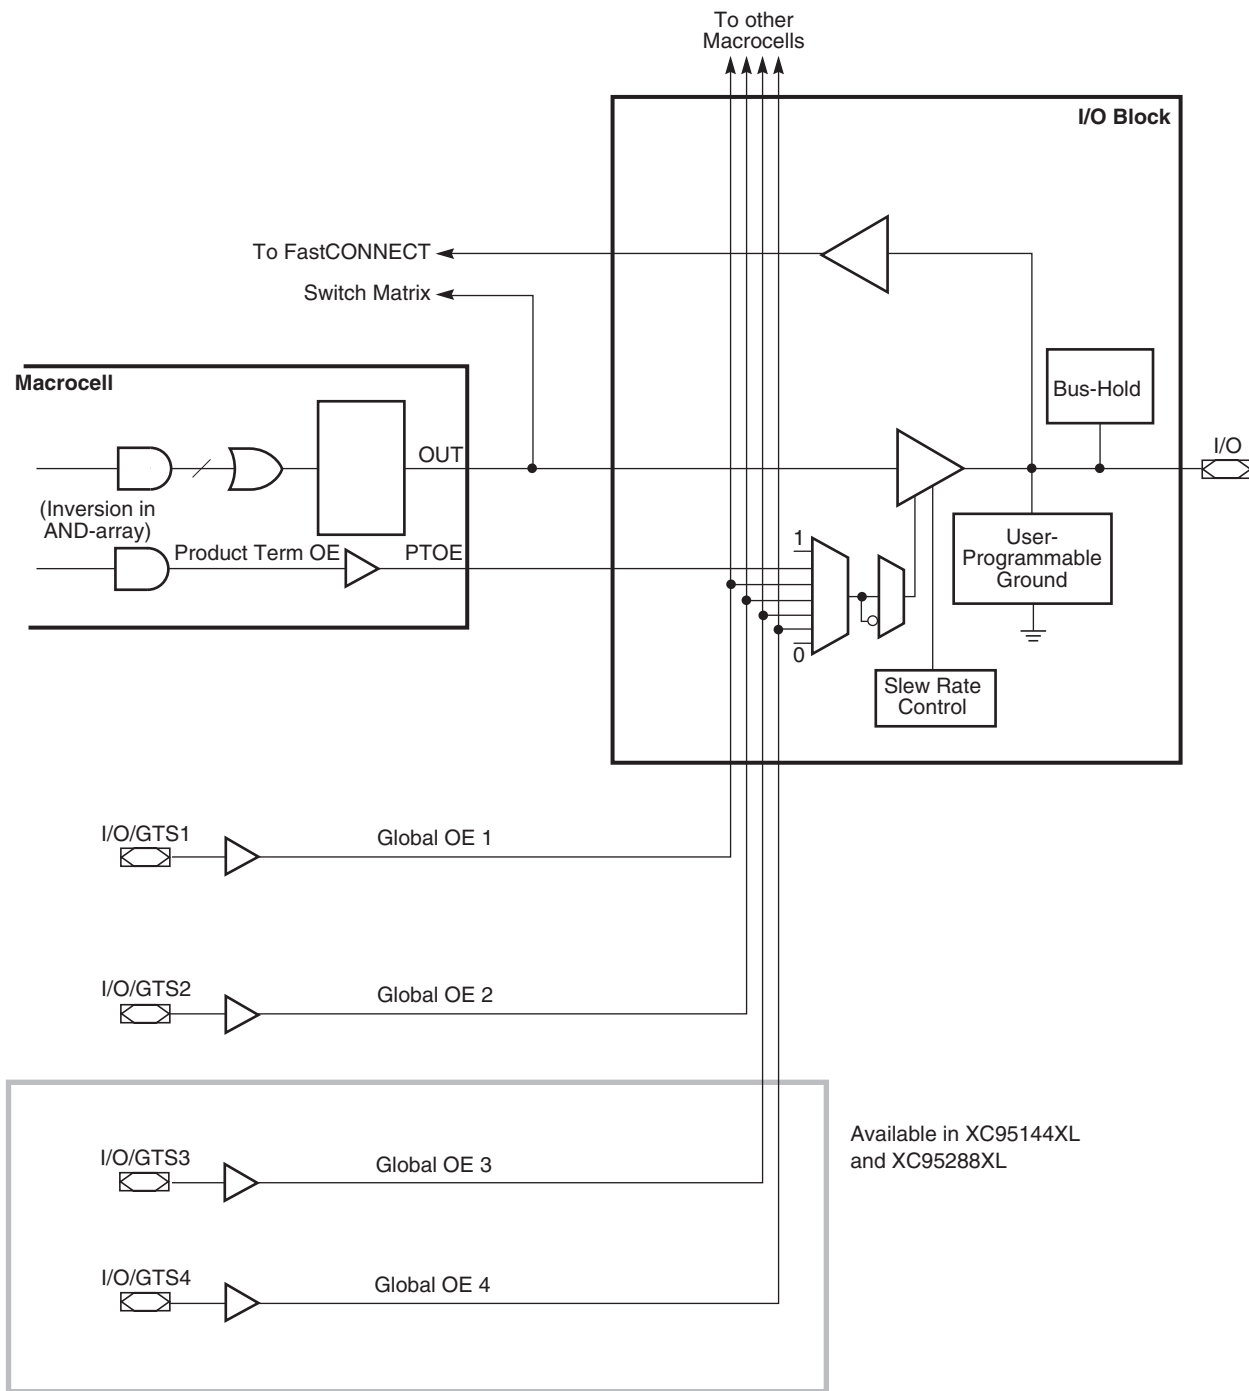 To other
Macrocells
I/O Block
To FastCONNECT
Switch Matrix
Macrocell
Bus-Hold
OUT
I/O
(Inversion in
AND-array)
Product Term OE
PTOE
1
User-
Programmable
Ground
0
Slew Rate
Control
I/O/GTS1
Global OE 1
I/O/GTS2
Global OE 2
Available in XC95144XL
and XC95288XL
I/O/GTS3
Global OE 3
I/O/GTS4
Global OE 4